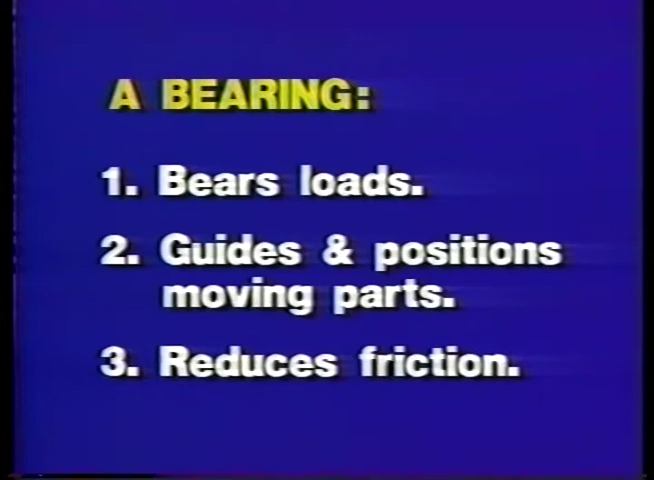 A BEARING:
1. Bears loads.
2. Guides & positions
moving parts.
3. Reduces friction.